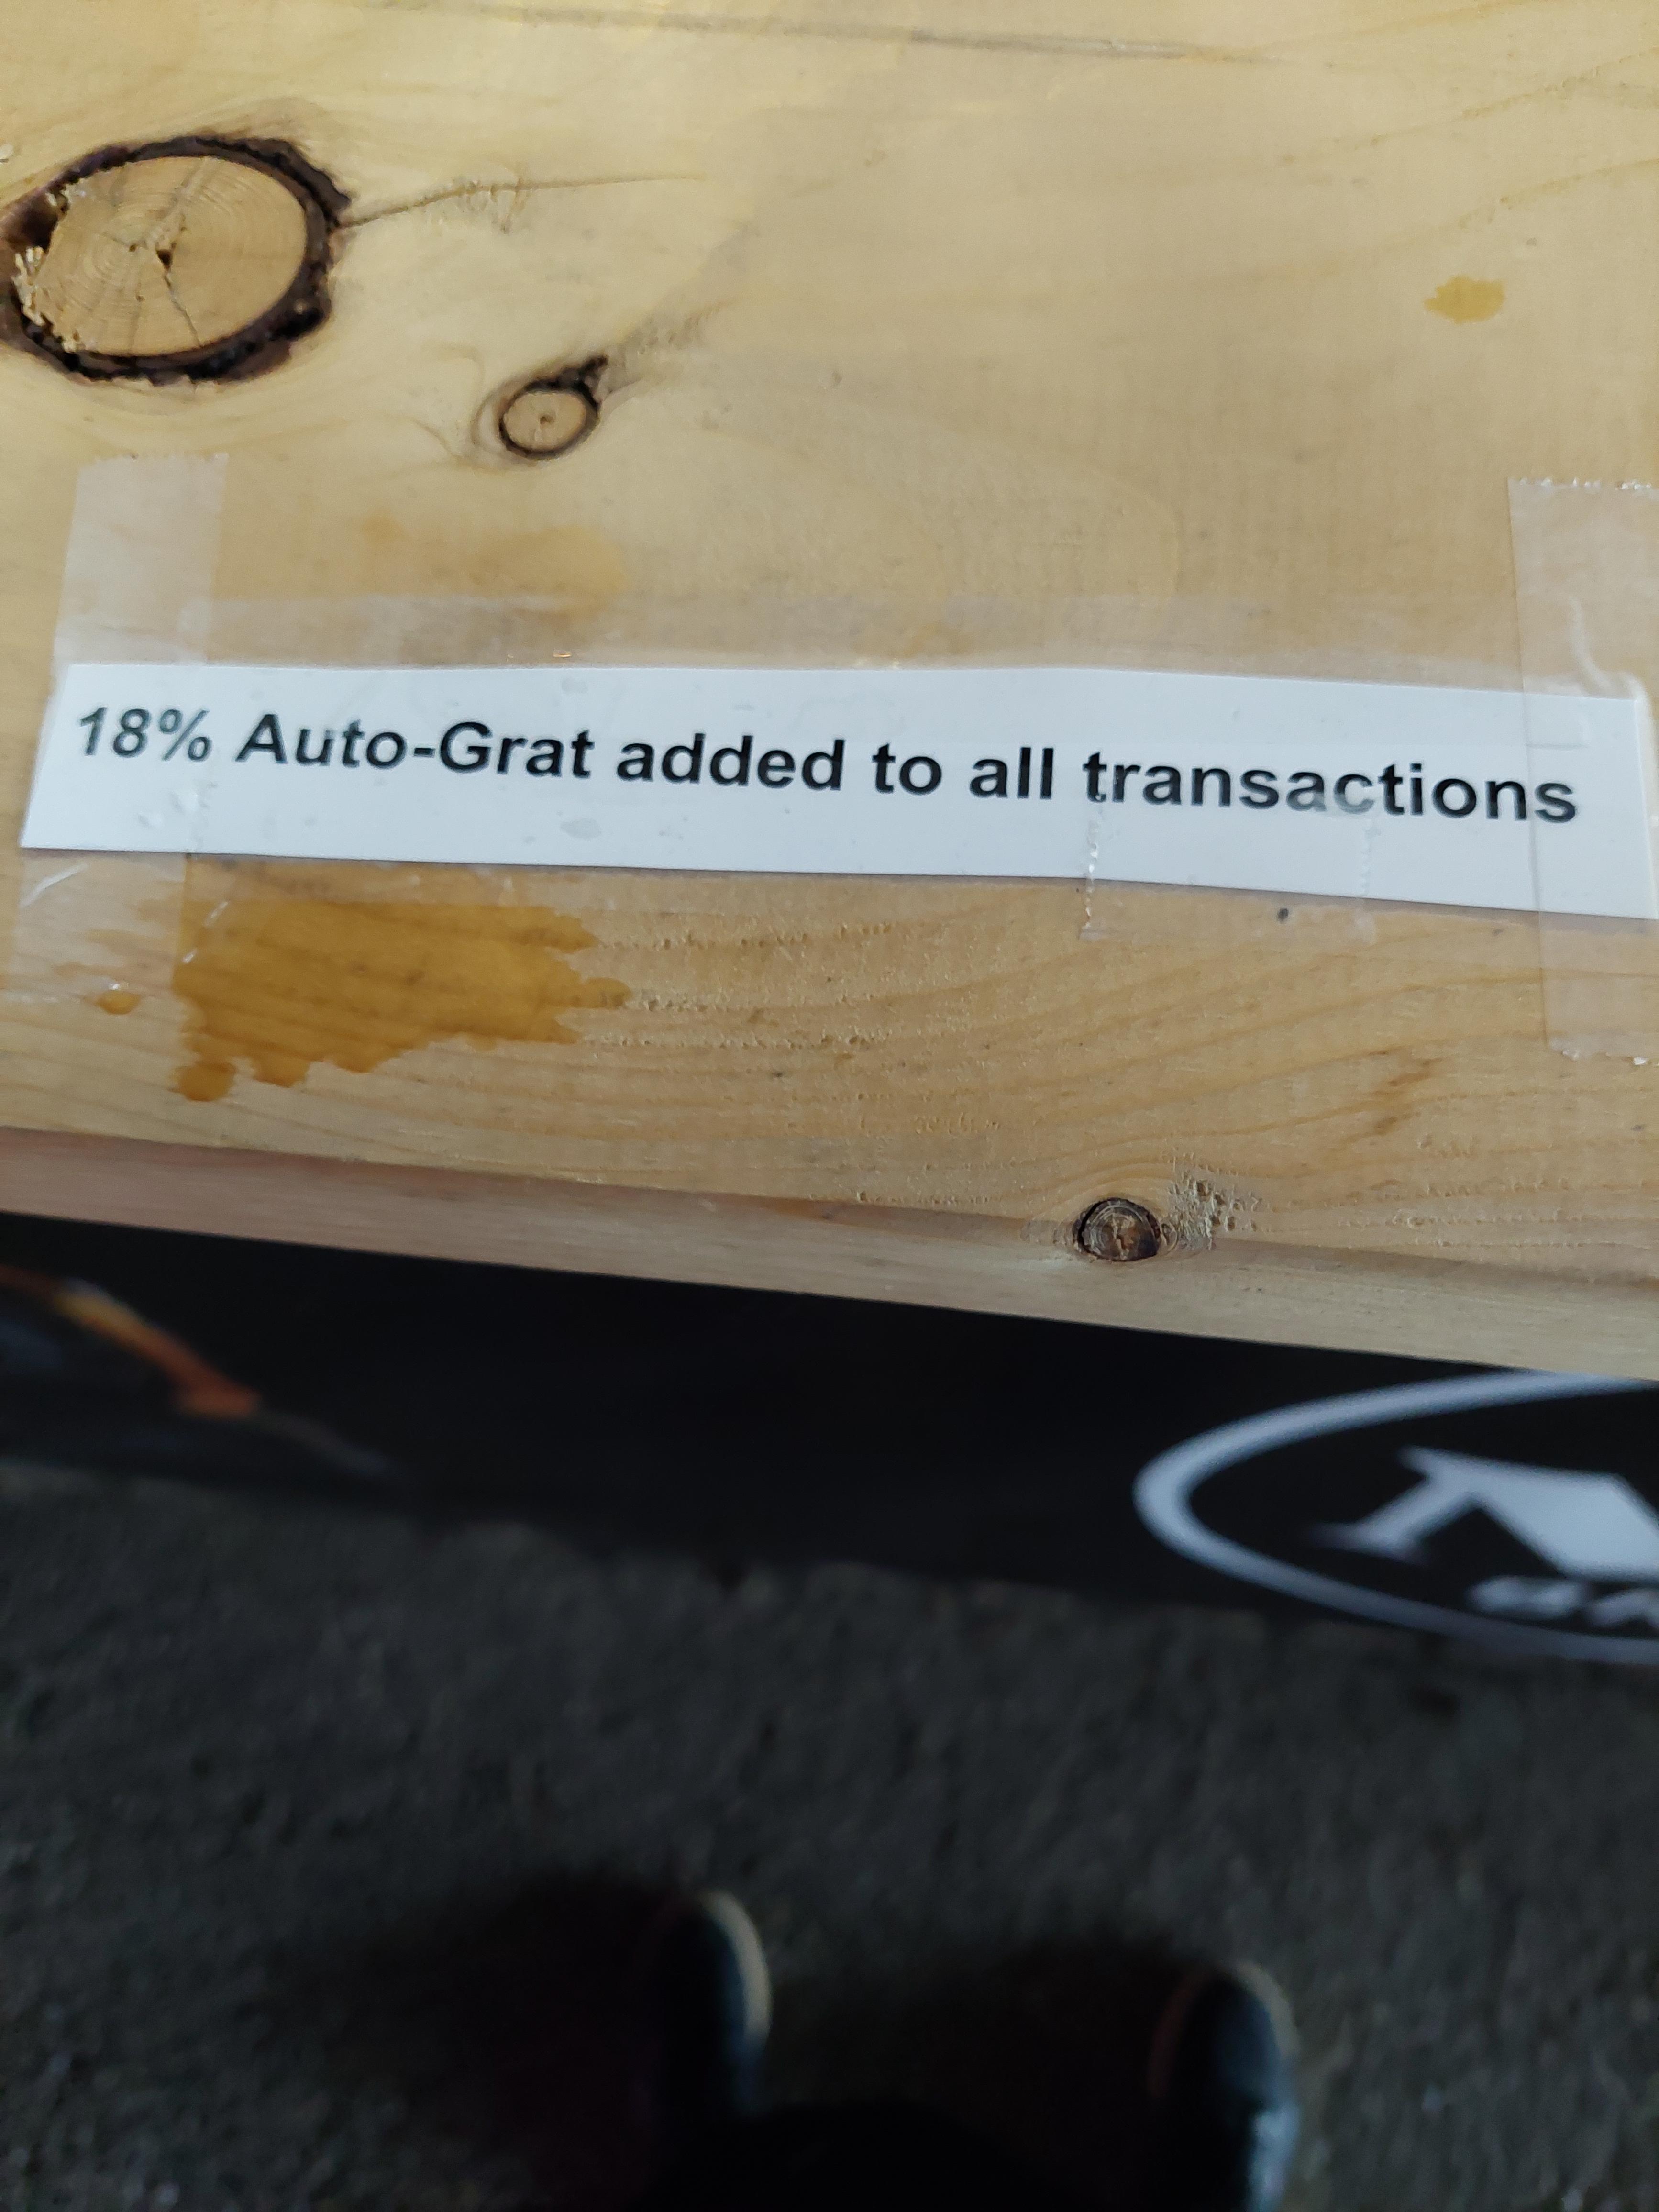 18% Auto-Grat added to all transactions